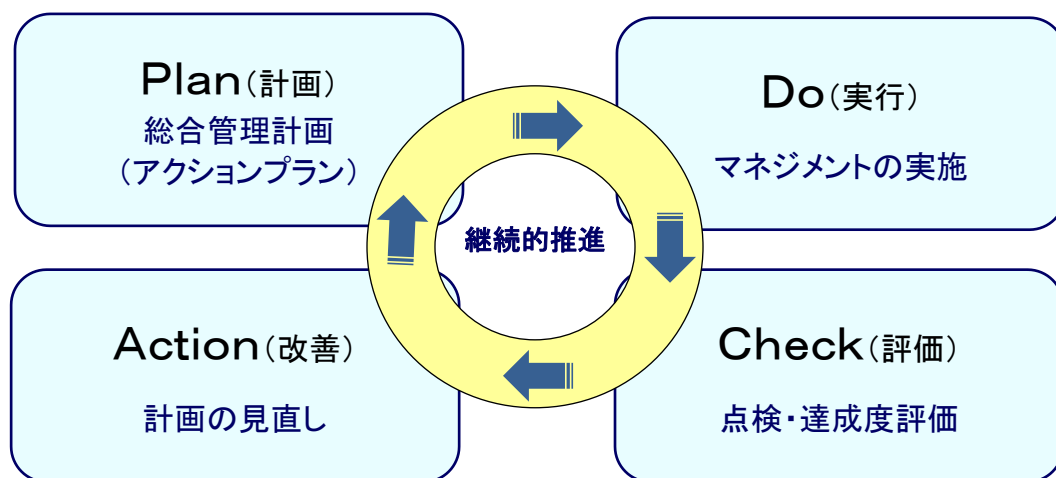 Plan(計画)
総合管理計画
(アクションプラン)
Do(実行)
マネジメントの実施
継続的推進
Action(改善)
計画の見直し
Check(評価)
点検・達成度評価